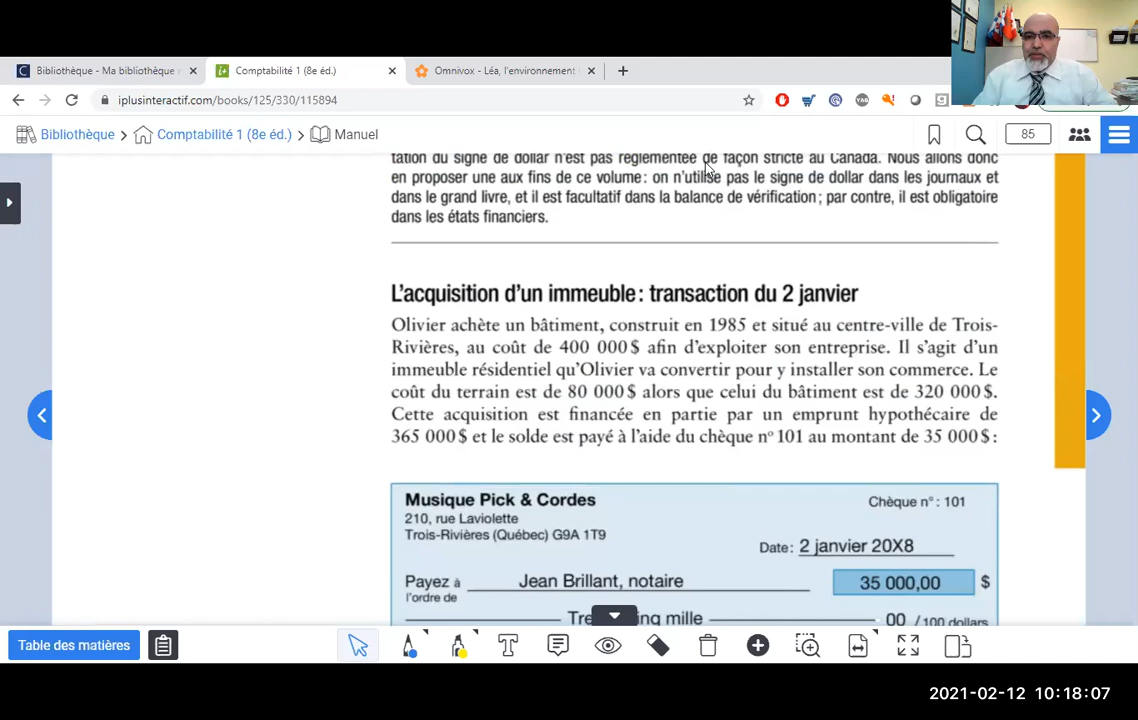 Bibliothèque - Ma bibliothèque
Comptabilité 1 (8e éd.)
Omnivox - Léa, l'environnement
iplusinteractif.com/books/125/330/115894
Bibliothèque
Comptabilité 1 (8e éd.)
Manuel
85
tation du signe de dollar n'est pas réglementée de façon stricte au Canada. Nous allons donc
en proposer une aux fins de ce volume : on n'utilise pas le signe de dollar dans les journaux et
dans le grand livre, et il est facultatif dans la balance de vérification ; par contre, il est obligatoire
dans les états financiers.
L'acquisition d'un immeuble : transaction du 2 janvier
Olivier achète un bâtiment, construit en 1985 et situé au centre-ville de Trois-
Rivières, au coût de 400 000 $ afin d'exploiter son entreprise. Il s'agit d'un
immeuble résidentiel qu'Olivier va convertir pour y installer son commerce. Le
coût du terrain est de 80 000 $ alors que celui du bâtiment est de 320 000 $.
Cette acquisition est financée en partie par un emprunt hypothécaire de
365 000 $ et le solde est payé à l'aide du chèque nº 101 au montant de 35 000 $ :
Musique Pick & Cordes
Chèque n° : 101
210, rue Laviolette
Trois-Rivières (Québec) G9A 1T9
Date : 2 janvier 20X8
Payez à
l'ordre de
Jean Brillant, notaire
35 000,00 $
mille
00 /100 dollars
Table des matières
2021-02-12 10:18:07